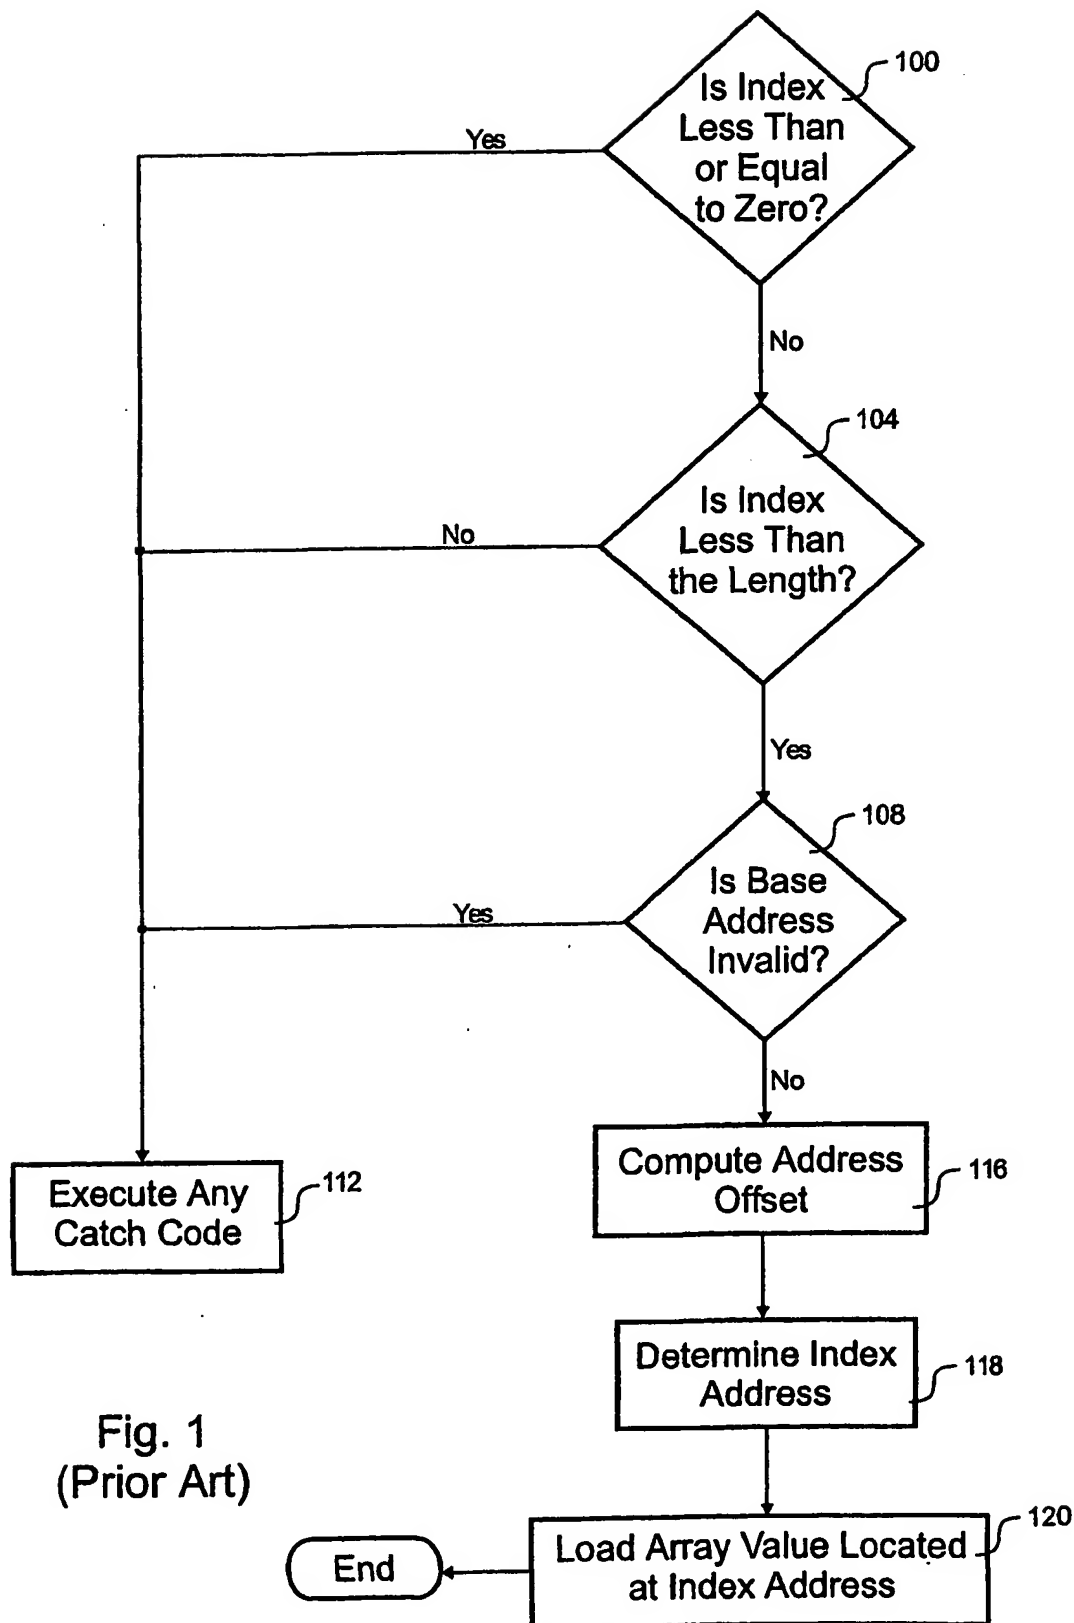 100
Is Index
Less Than
or Equal
to Zero?
Yes
No
104
Is Index
Less Than
the Length?
No
Yes
108
Is Base
Address
Invalid?
Yes
No
Compute Address
Offset
116
Execute Any
Catch Code
112
Determine Index
Address
118
Fig. 1
(Prior Art)
Load Array Value Located
at Index Address
120
End